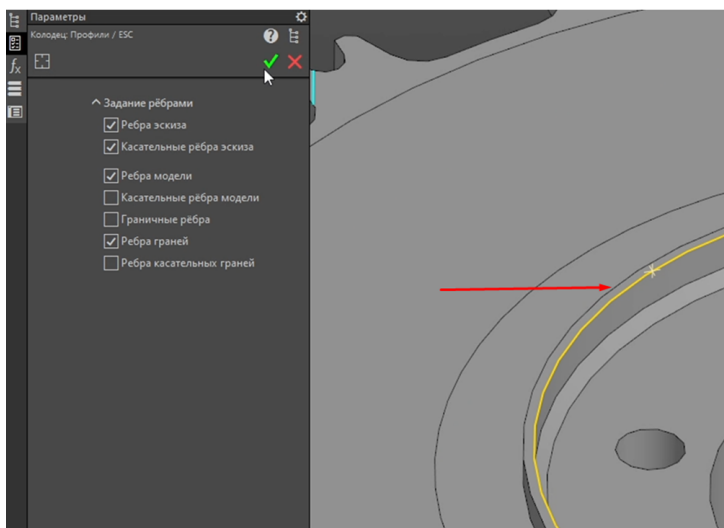 Параметры
Колодец: Профили / ESC
Задание рёбрами
Ребра эскиза
Касательные рёбра эскиза
Ребра модели
Касательные рёбра модели
Граничные рёбра
Ребра граней
Ребра касательных граней